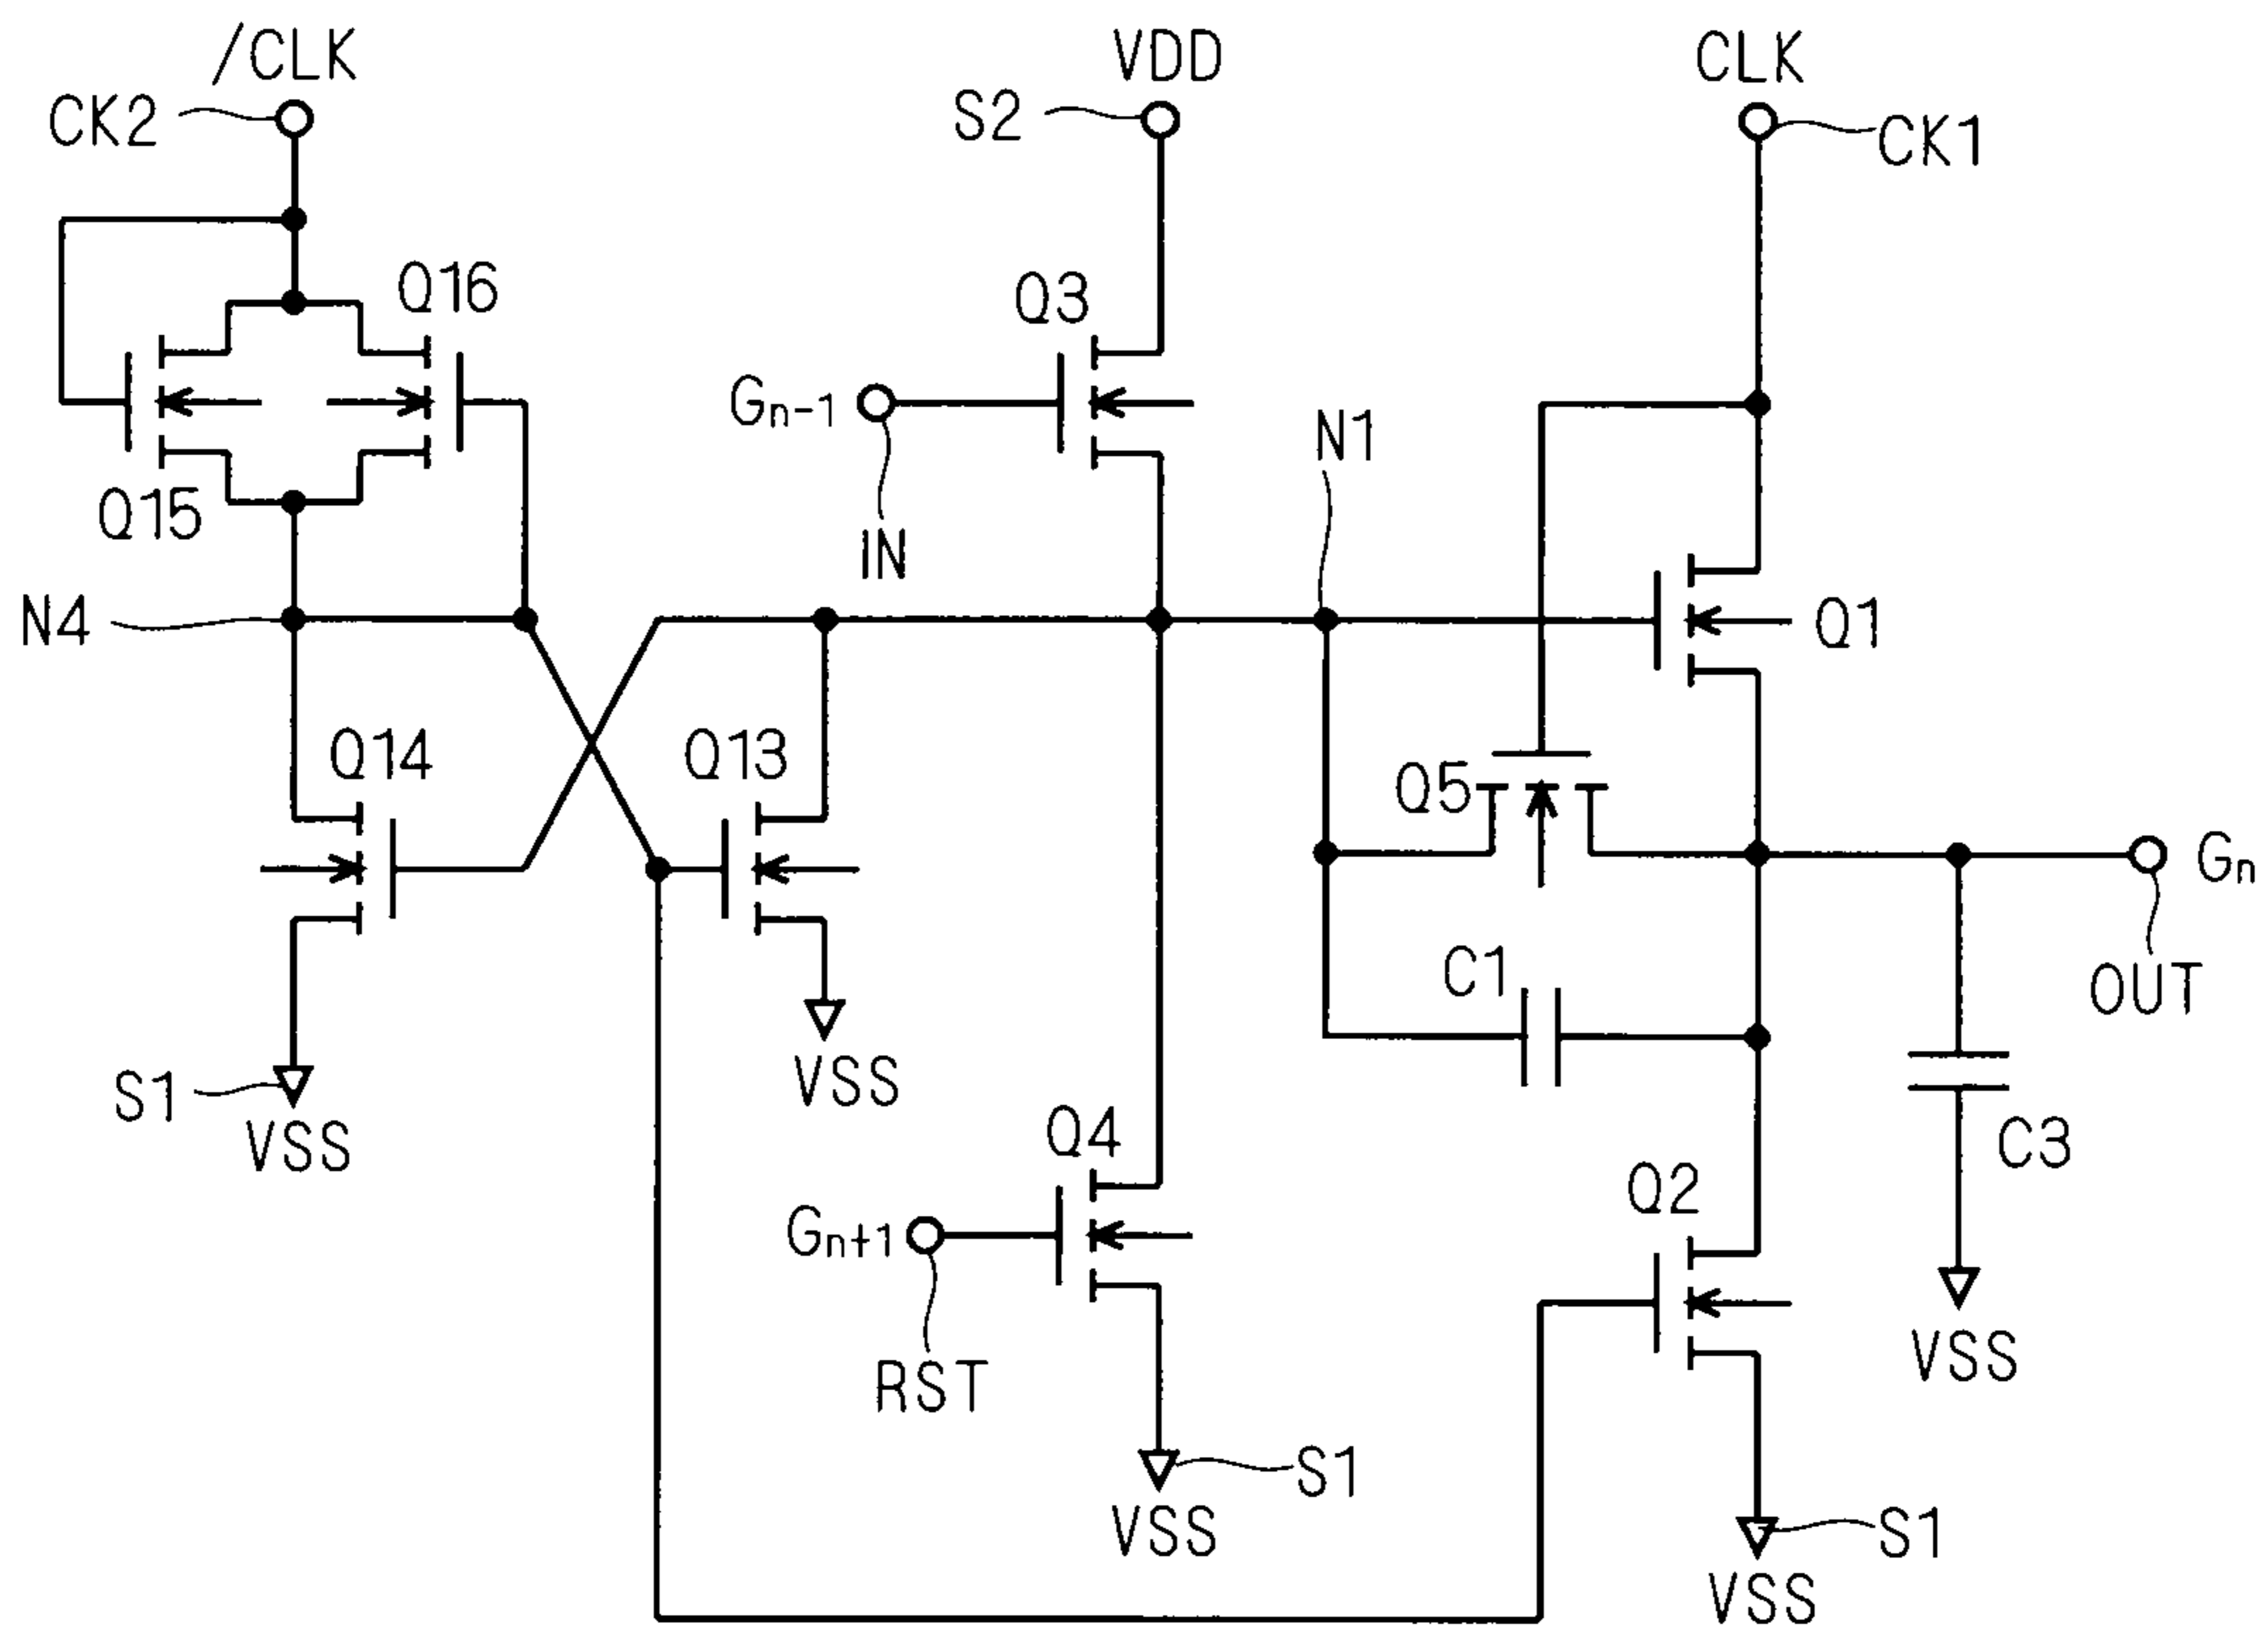 /CLK
VDD
CLK
CK2
S2
CK1
Q16
Q3
Gn-1
N1
Q15
IN
N4
Q1
Q14
Q13
Q5
Gn
C1
OUT
S1
VSS
VSS
Q4
C3
Q2
Gn+1
RST
VSS
S1
VSS
S1
VSS